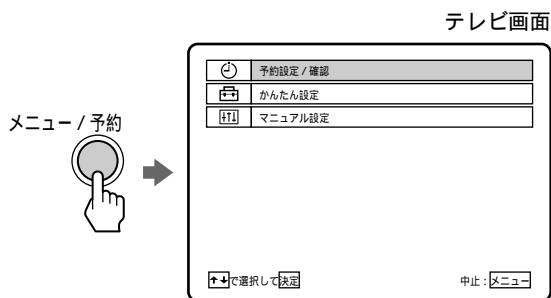 テレビ画面
メニュー / 予約
予約設定 / 確認
かんたん設定
マニュアル設定
↑↓で選択して決定
中止 : メニュー